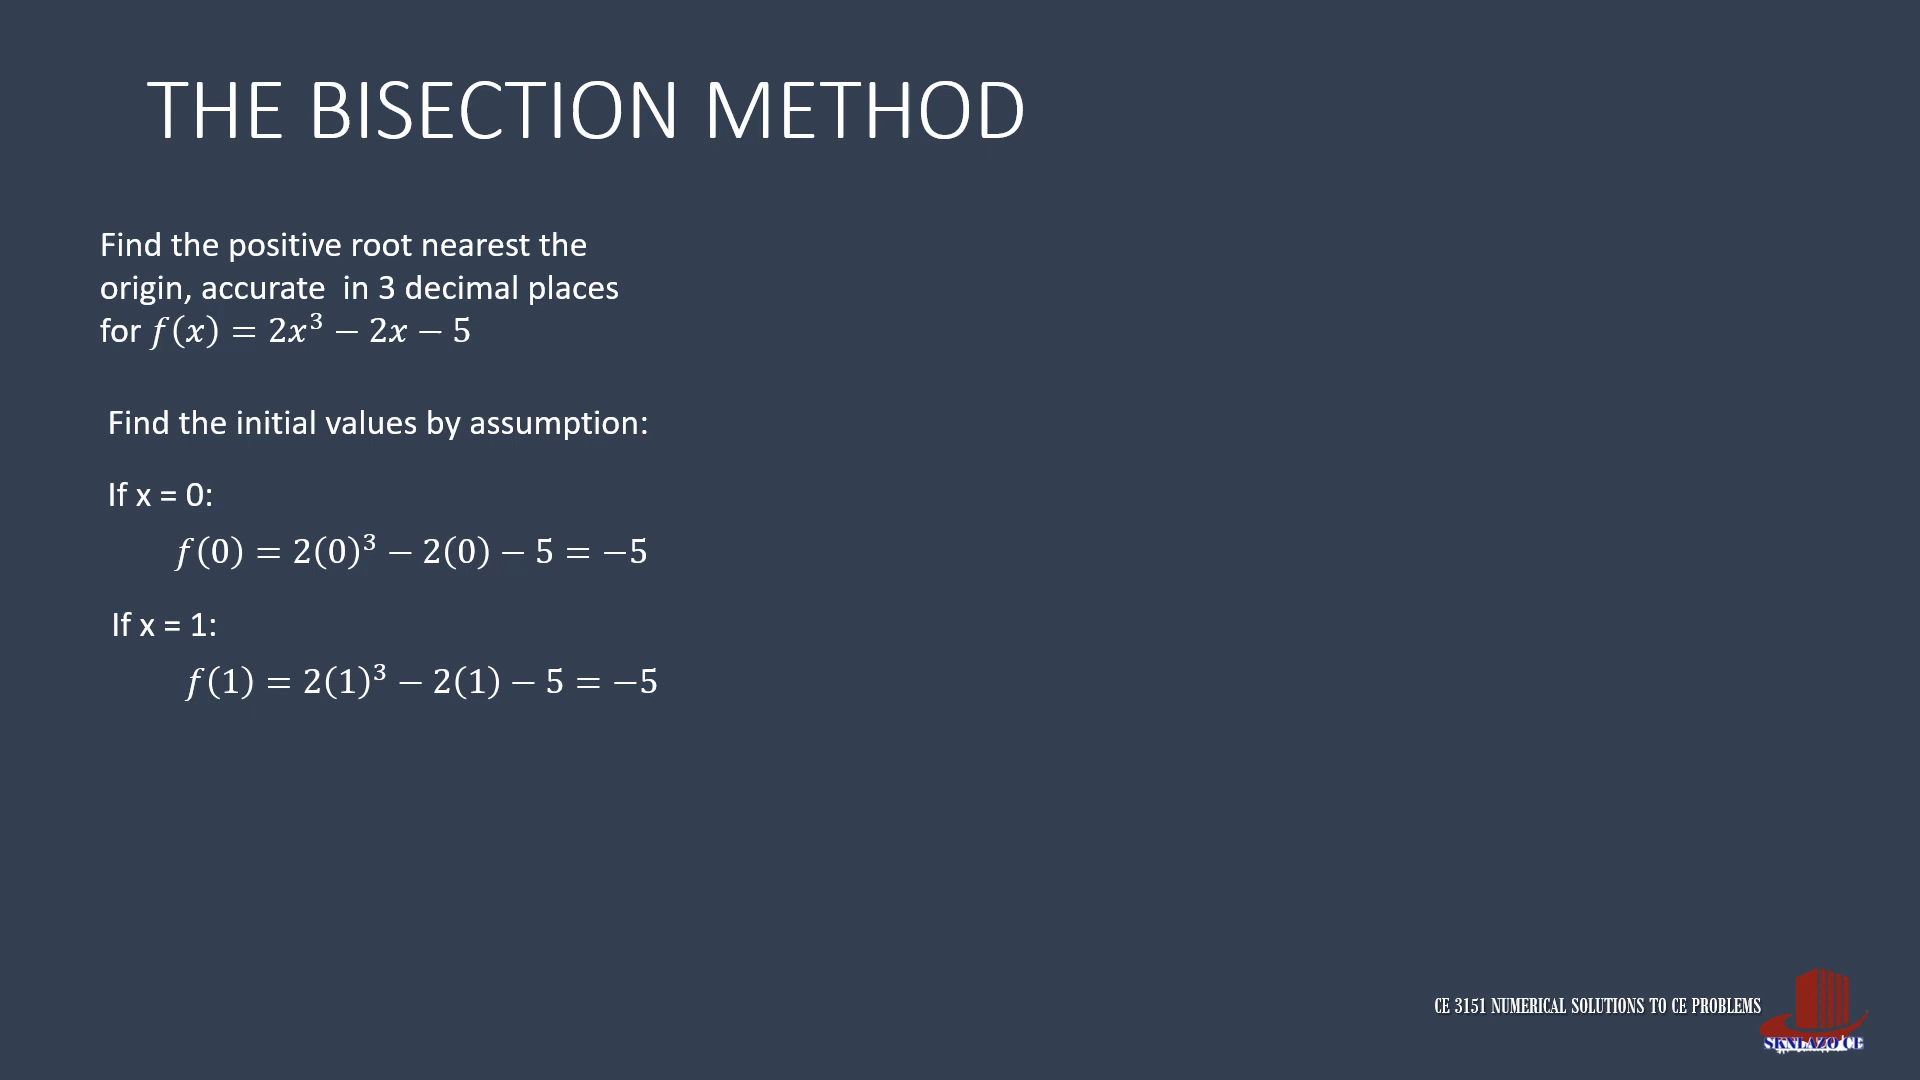 THE BISECTION METHOD
Find the positive root nearest the
origin, accurate in 3 decimal places
for f(x) = 2x³ − 2x − 5
Find the initial values by assumption:
If x = 0:
f(0) = 2(0)³ − 2(0) − 5 = −5
If x = 1:
f(1) = 2(1)³ − 2(1) − 5 = −5
CE 3151 NUMERICAL SOLUTIONS TO CE PROBLEMS
SKNLAZO CE